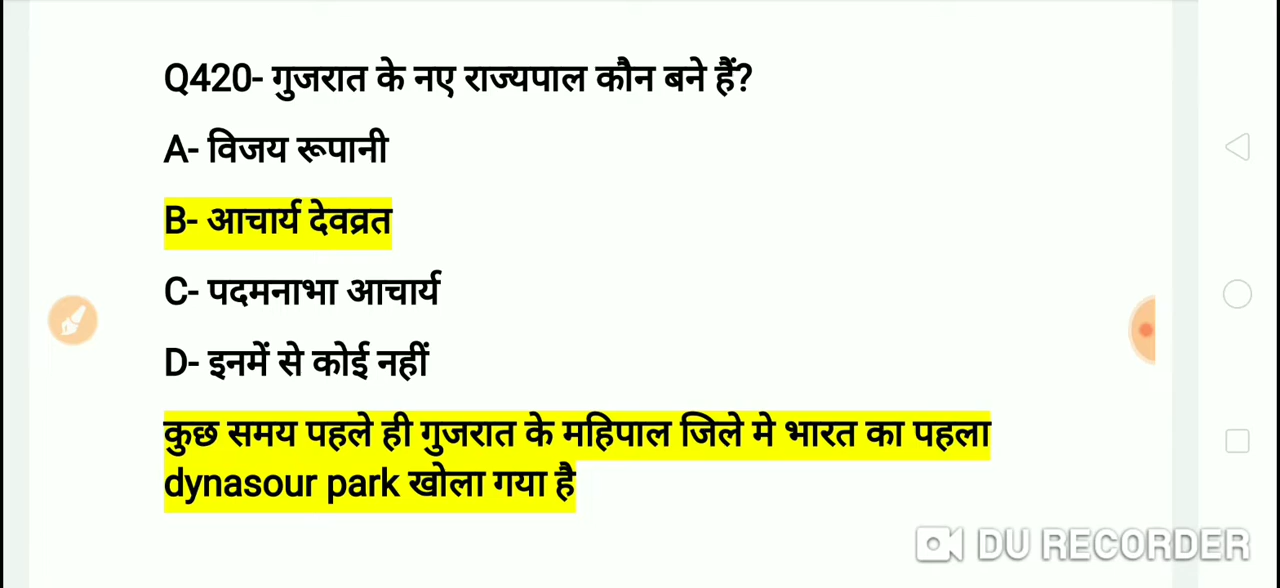 Q420- गुजरात के नए राज्यपाल कौन बने हैं?
A- विजय रूपानी
B- आचार्य देवव्रत
C- पदमनाभा आचार्य
D- इनमें से कोई नहीं
कुछ समय पहले ही गुजरात के महिपाल जिले मे भारत का पहला
dynasour park खोला गया है
DU RECORDER